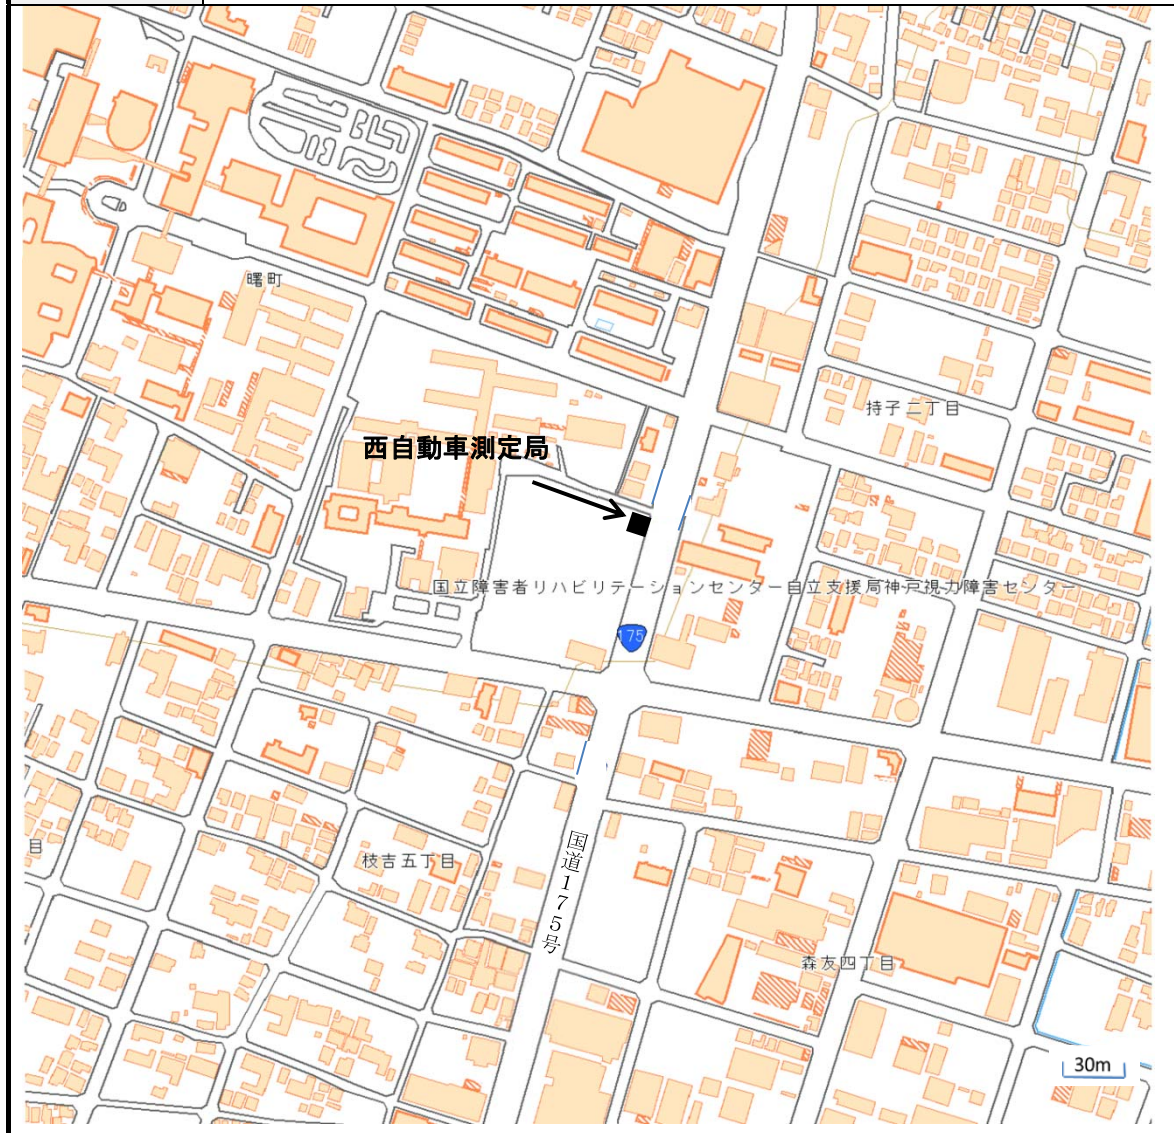 曙町
持子二丁目
西自動車測定局
国立障害者リハビリテーションセンター自立支援局神戸視力障害センター
175
国道175号
目
枝吉五丁目
森友四丁目
30m